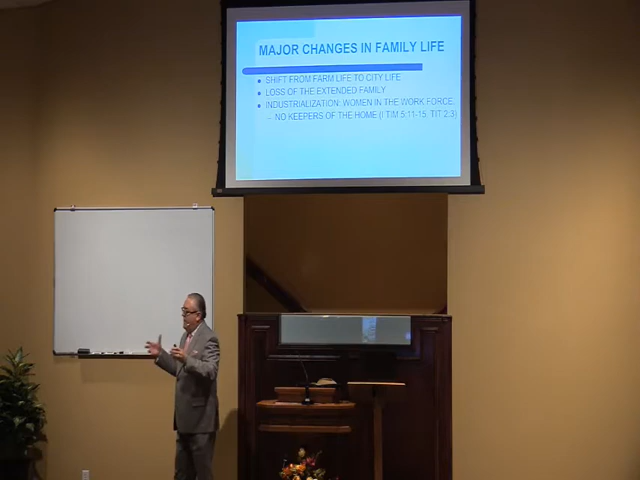 MAJOR CHANGES IN FAMILY LIFE
SHIFT FROM FARM LIFE TO CITY LIFE
LOSS OF THE EXTENDED FAMILY
INDUSTRIALIZATION: WOMEN IN THE WORK FORCE
– NO KEEPERS OF THE HOME (I TIM 5:11-15, TIT 2:3)